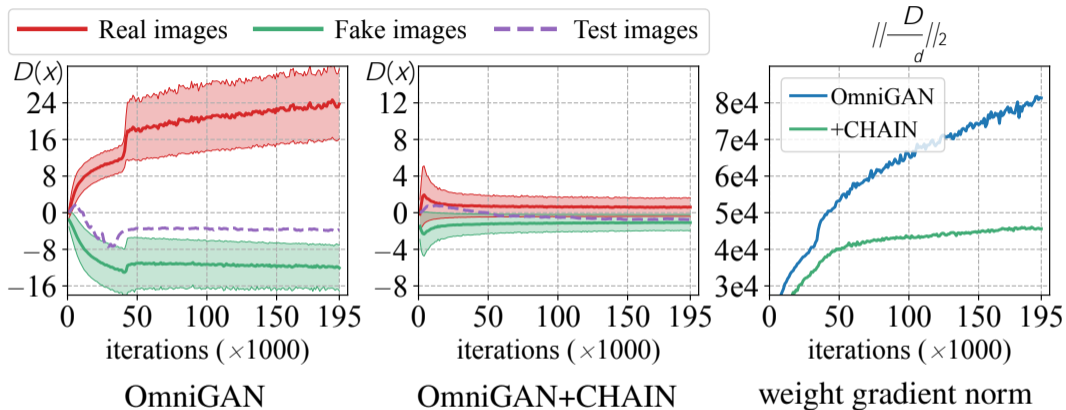 Real images Fake images Test images
D
d
|| ||2
D(x)
24
16
8
0
−8
−16
0 50 100 150 195
iterations (×1000)
OmniGAN
D(x)
12
8
4
0
−4
−8
0 50 100 150 195
iterations (×1000)
OmniGAN+CHAIN
OmniGAN
+CHAIN
8e4
7e4
6e4
5e4
4e4
3e4
0 50 100 150 195
iterations (×1000)
weight gradient norm